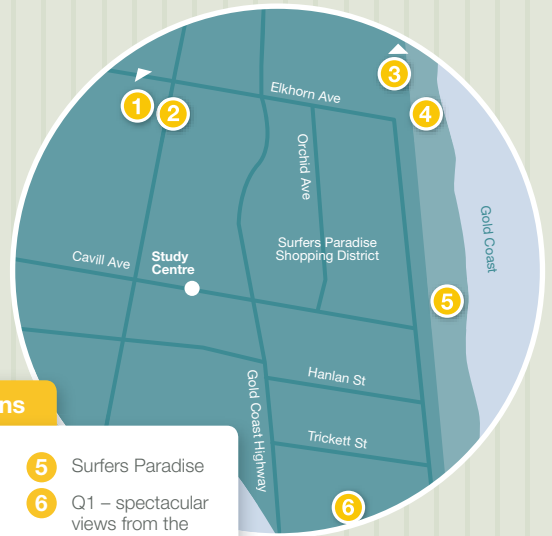 3
1
2
Elkhorn Ave
4
Orchid Ave
Gold Coast
Surfers Paradise
Shopping District
Cavill Ave
Study
Centre
5
Hanlan St
Gold Coast Highway
Trickett St
6
ns
5 Surfers Paradise
6 Q1 – spectacular
views from the